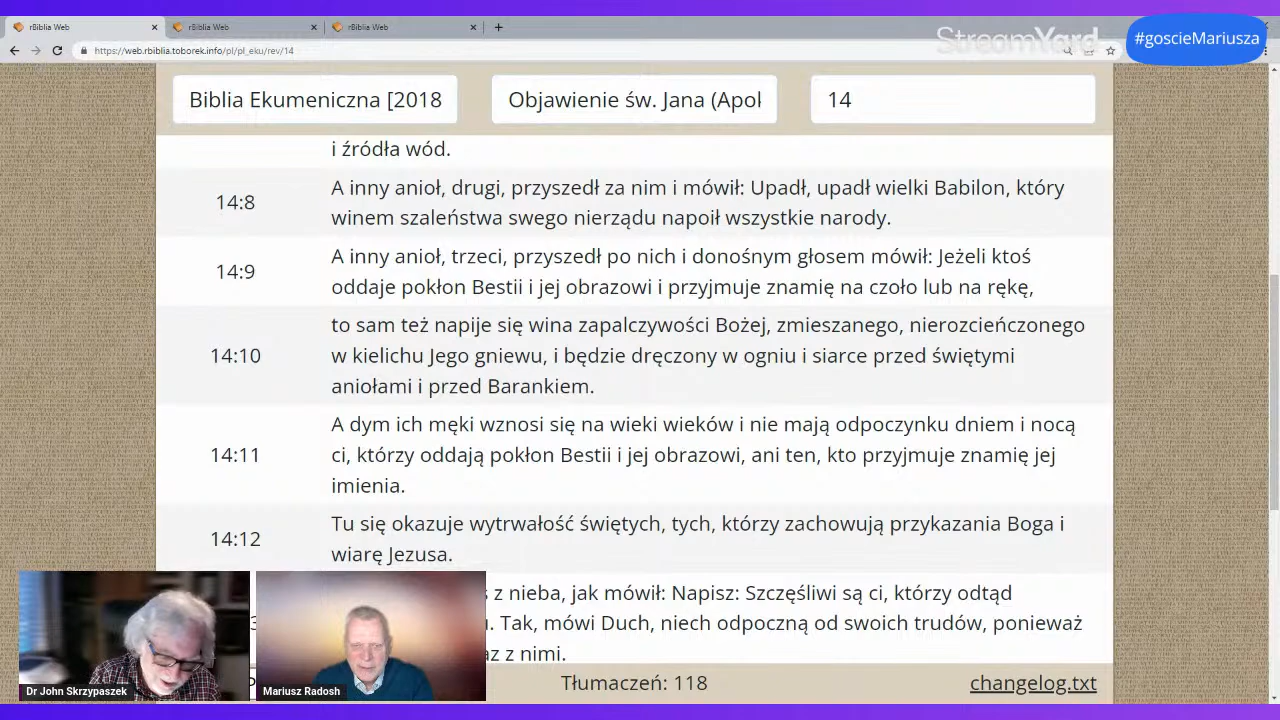 rBiblia Web
rBiblia Web
rBiblia Web
https://web.rbiblia.toborek.info/pl/pl_eku/rev/14
StreamYard
#goscieMariusza
Biblia Ekumeniczna [2018
Objawienie św. Jana (Apol
14
i źródła wód.
14:8
A inny anioł, drugi, przyszedł za nim i mówił: Upadł, upadł wielki Babilon, który
winem szaleństwa swego nierządu napoił wszystkie narody.
14:9
A inny anioł, trzeci, przyszedł po nich i donośnym głosem mówił: Jeżeli ktoś
oddaje pokłon Bestii i jej obrazowi i przyjmuje znamię na czoło lub na rękę,
14:10
to sam też napije się wina zapalczywości Bożej, zmieszanego, nierozcieńczonego
w kielichu Jego gniewu, i będzie dręczony w ogniu i siarce przed świętymi
aniołami i przed Barankiem.
14:11
A dym ich męki wznosi się na wieki wieków i nie mają odpoczynku dniem i nocą
ci, którzy oddają pokłon Bestii i jej obrazowi, ani ten, kto przyjmuje znamię jej
imienia.
14:12
Tu się okazuje wytrwałość świętych, tych, którzy zachowują przykazania Boga i
wiarę Jezusa.
z nieba, jak mówił: Napisz: Szczęśliwi są ci, którzy odtąd
Tak, mówi Duch, niech odpoczną od swoich trudów, ponieważ
z nimi.
Dr John Skrzypaszek
Mariusz Radosh
Tłumaczeń: 118
changelog.txt